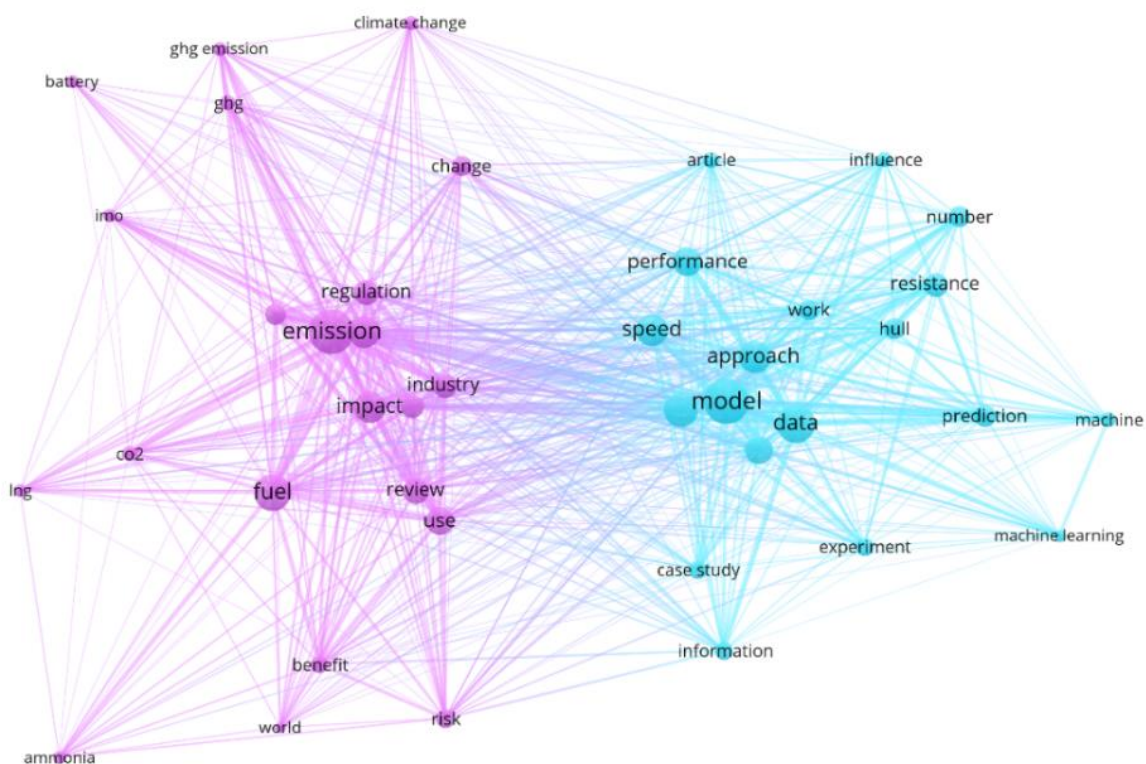 climate change
ghg emission
battery
ghg
article
influence
change
imo
number
performance
resistance
regulation
work
emission
speed
hull
approach
industry
impact
model
data
prediction
machine
co2
lng
fuel
review
use
machine learning
experiment
case study
information
benefit
risk
world
ammonia